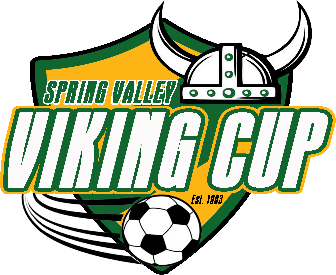 SPRING VALLEY
VIKING CUP
Est. 1983